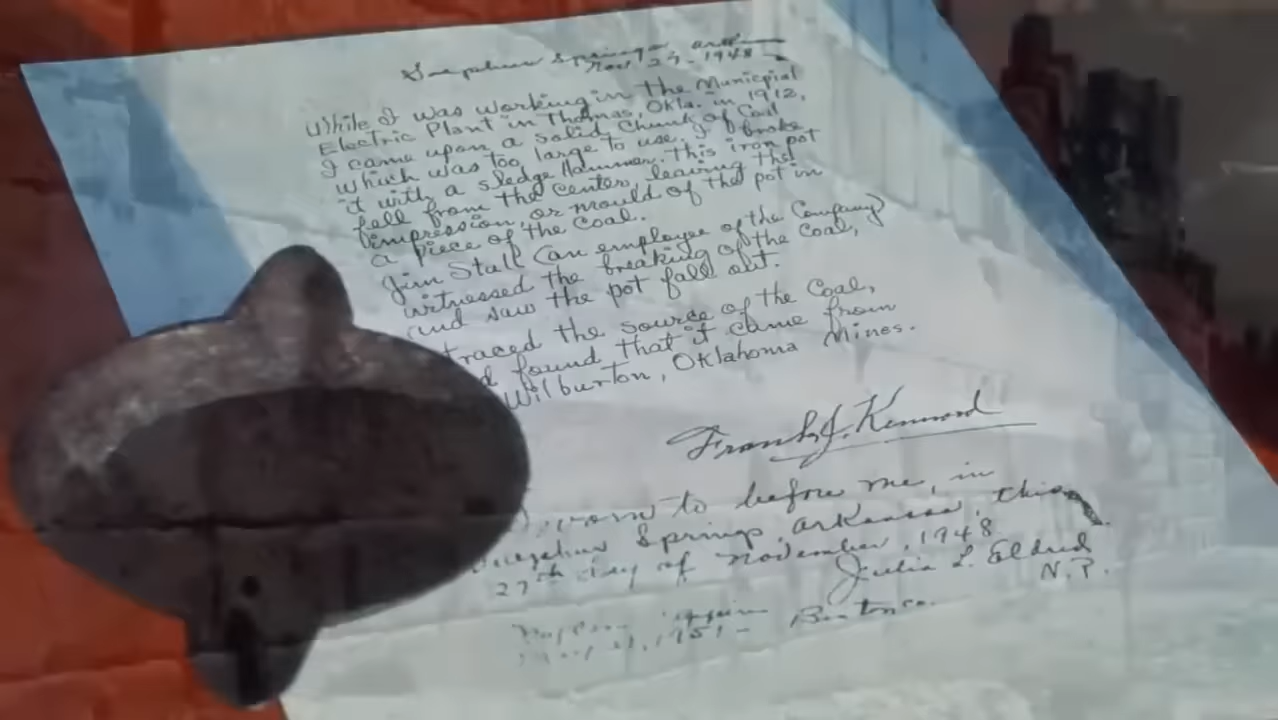 Springs, Ark
Nov 27-1948
While I was working in the Municipial
Electric Plant in Thomas, Okla. in 1912,
I came upon a solid chunk of Coal
which was too large to use. I broke
it with a sledge Hammer. This iron pot
fell from the center, leaving the
impression, or mould of the pot in
a piece of the coal.
Jim Stall (an employee of the Company)
witnessed the breaking of the Coal,
and saw the pot fall out.
traced the source of the Coal,
found that it came from
Wilburton, Oklahoma Mines.
Frank J. Kennard
to before me, in
Springs, Arkansas, this
27th day of November, 1948
Julia L. Eldred
N.P.
1951- Benton Co.